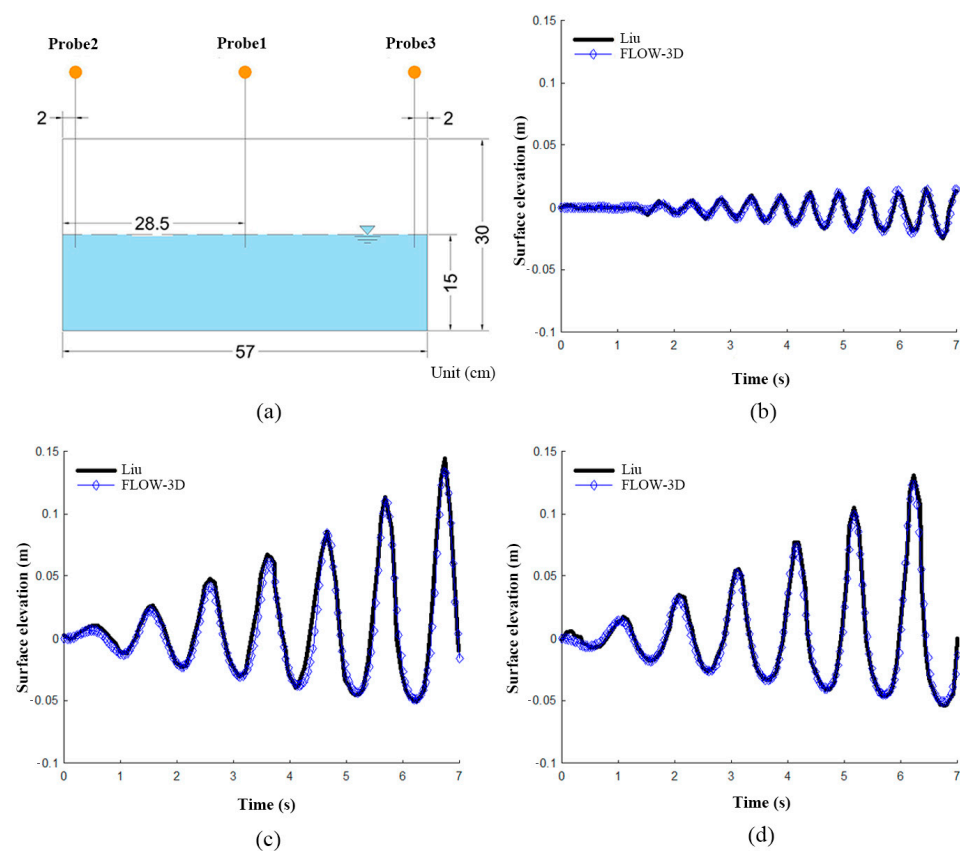 Probe2
Probe1
Probe3
2
2
28.5
30
15
57
Unit (cm)
(a)
Surface elevation (m)
0.15
0.1
0.05
0
-0.05
-0.1
Liu
FLOW-3D
0 1 2 3 4 5 6 7
Time (s)
(b)
Surface elevation (m)
0.15
0.1
0.05
0
-0.05
-0.1
Liu
FLOW-3D
0 1 2 3 4 5 6 7
Time (s)
(c)
Surface elevation (m)
0.15
0.1
0.05
0
-0.05
-0.1
Liu
FLOW-3D
0 1 2 3 4 5 6 7
Time (s)
(d)